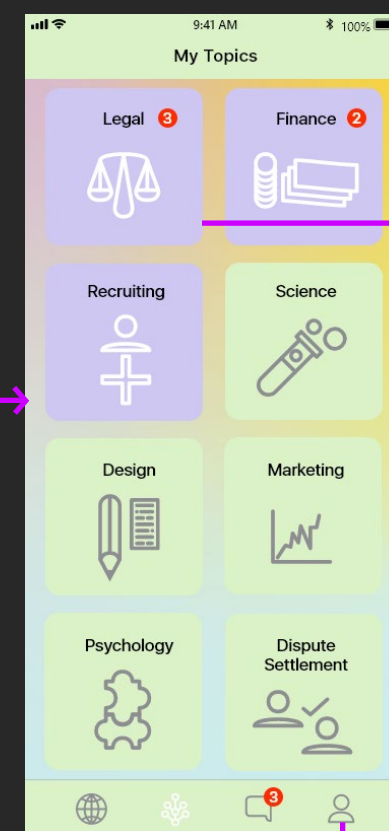 9:41 AM
100%
My Topics
Legal 3
Finance 2
Recruiting
Science
Design
Marketing
Psychology
Dispute
Settlement
3